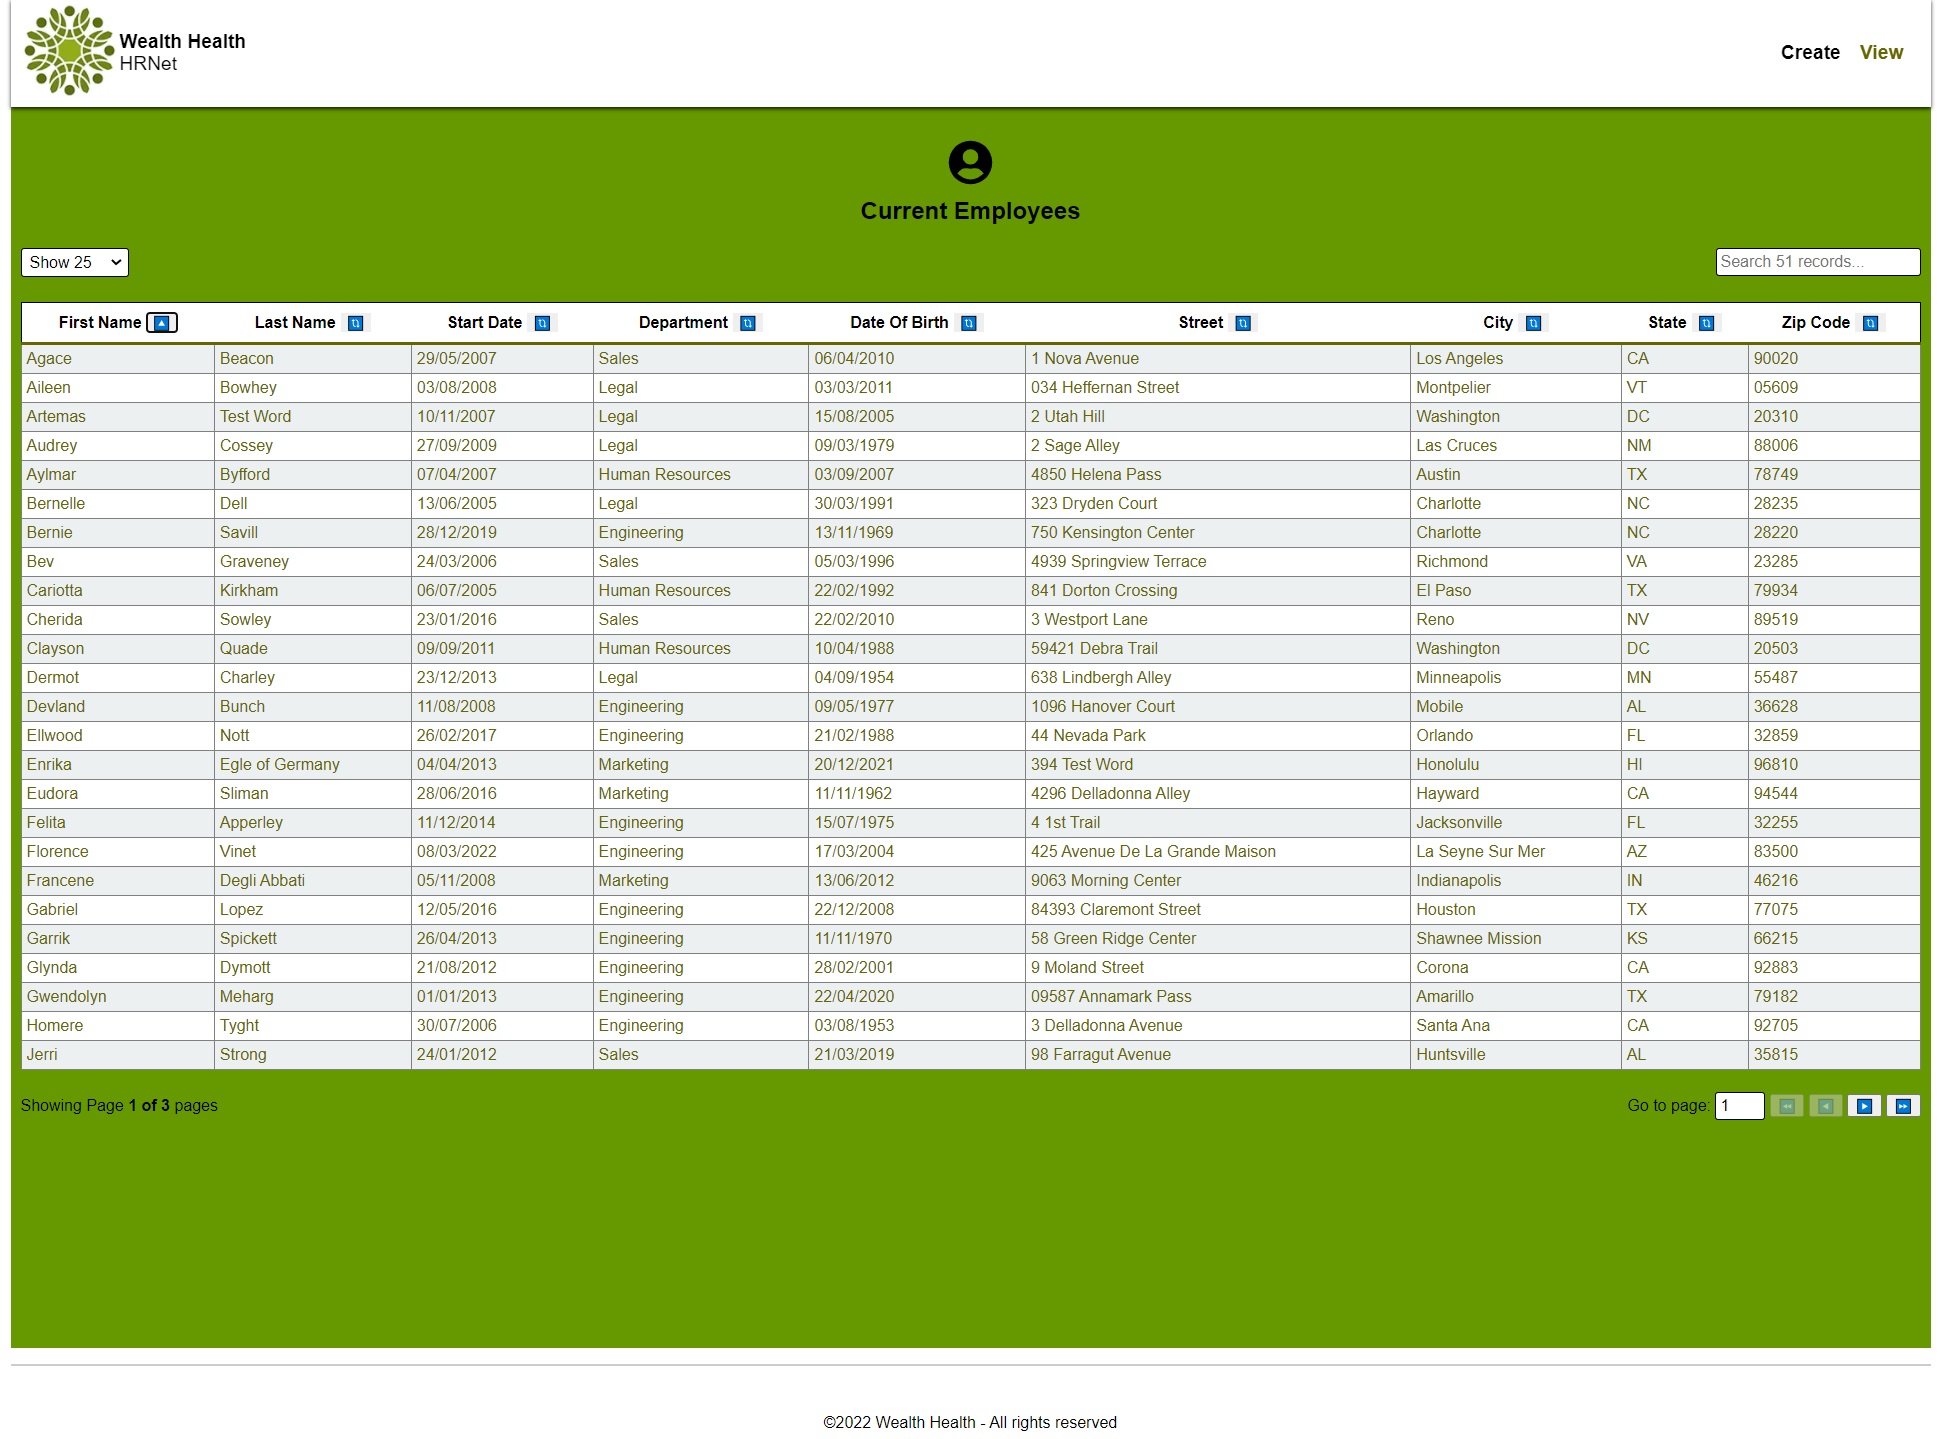 Wealth Health
HRNet
Create View
Current Employees
Show 25
Search 51 records...
First Name Last Name Start Date Department Date Of Birth Street City State Zip Code
Agace Beacon 29/05/2007 Sales 06/04/2010 1 Nova Avenue Los Angeles CA 90020
Aileen Bowhey 03/08/2008 Legal 03/03/2011 034 Heffernan Street Montpelier VT 05609
Artemas Test Word 10/11/2007 Legal 15/08/2005 2 Utah Hill Washington DC 20310
Audrey Cossey 27/09/2009 Legal 09/03/1979 2 Sage Alley Las Cruces NM 88006
Aylmar Byfford 07/04/2007 Human Resources 03/09/2007 4850 Helena Pass Austin TX 78749
Bernelle Dell 13/06/2005 Legal 30/03/1991 323 Dryden Court Charlotte NC 28235
Bernie Savill 28/12/2019 Engineering 13/11/1969 750 Kensington Center Charlotte NC 28220
Bev Graveney 24/03/2006 Sales 05/03/1996 4939 Springview Terrace Richmond VA 23285
Cariotta Kirkham 06/07/2005 Human Resources 22/02/1992 841 Dorton Crossing El Paso TX 79934
Cherida Sowley 23/01/2016 Sales 22/02/2010 3 Westport Lane Reno NV 89519
Clayson Quade 09/09/2011 Human Resources 10/04/1988 59421 Debra Trail Washington DC 20503
Dermot Charley 23/12/2013 Legal 04/09/1954 638 Lindbergh Alley Minneapolis MN 55487
Devland Bunch 11/08/2008 Engineering 09/05/1977 1096 Hanover Court Mobile AL 36628
Ellwood Nott 26/02/2017 Engineering 21/02/1988 44 Nevada Park Orlando FL 32859
Enrika Egle of Germany 04/04/2013 Marketing 20/12/2021 394 Test Word Honolulu HI 96810
Eudora Sliman 28/06/2016 Marketing 11/11/1962 4296 Delladonna Alley Hayward CA 94544
Felita Apperley 11/12/2014 Engineering 15/07/1975 4 1st Trail Jacksonville FL 32255
Florence Vinet 08/03/2022 Engineering 17/03/2004 425 Avenue De La Grande Maison La Seyne Sur Mer AZ 83500
Francene Degli Abbati 05/11/2008 Marketing 13/06/2012 9063 Morning Center Indianapolis IN 46216
Gabriel Lopez 12/05/2016 Engineering 22/12/2008 84393 Claremont Street Houston TX 77075
Garrik Spickett 26/04/2013 Engineering 11/11/1970 58 Green Ridge Center Shawnee Mission KS 66215
Glynda Dymott 21/08/2012 Engineering 28/02/2001 9 Moland Street Corona CA 92883
Gwendolyn Meharg 01/01/2013 Engineering 22/04/2020 09587 Annamark Pass Amarillo TX 79182
Homere Tyght 30/07/2006 Engineering 03/08/1953 3 Delladonna Avenue Santa Ana CA 92705
Jerri Strong 24/01/2012 Sales 21/03/2019 98 Farragut Avenue Huntsville AL 35815
Showing Page 1 of 3 pages
Go to page: 1
©2022 Wealth Health - All rights reserved